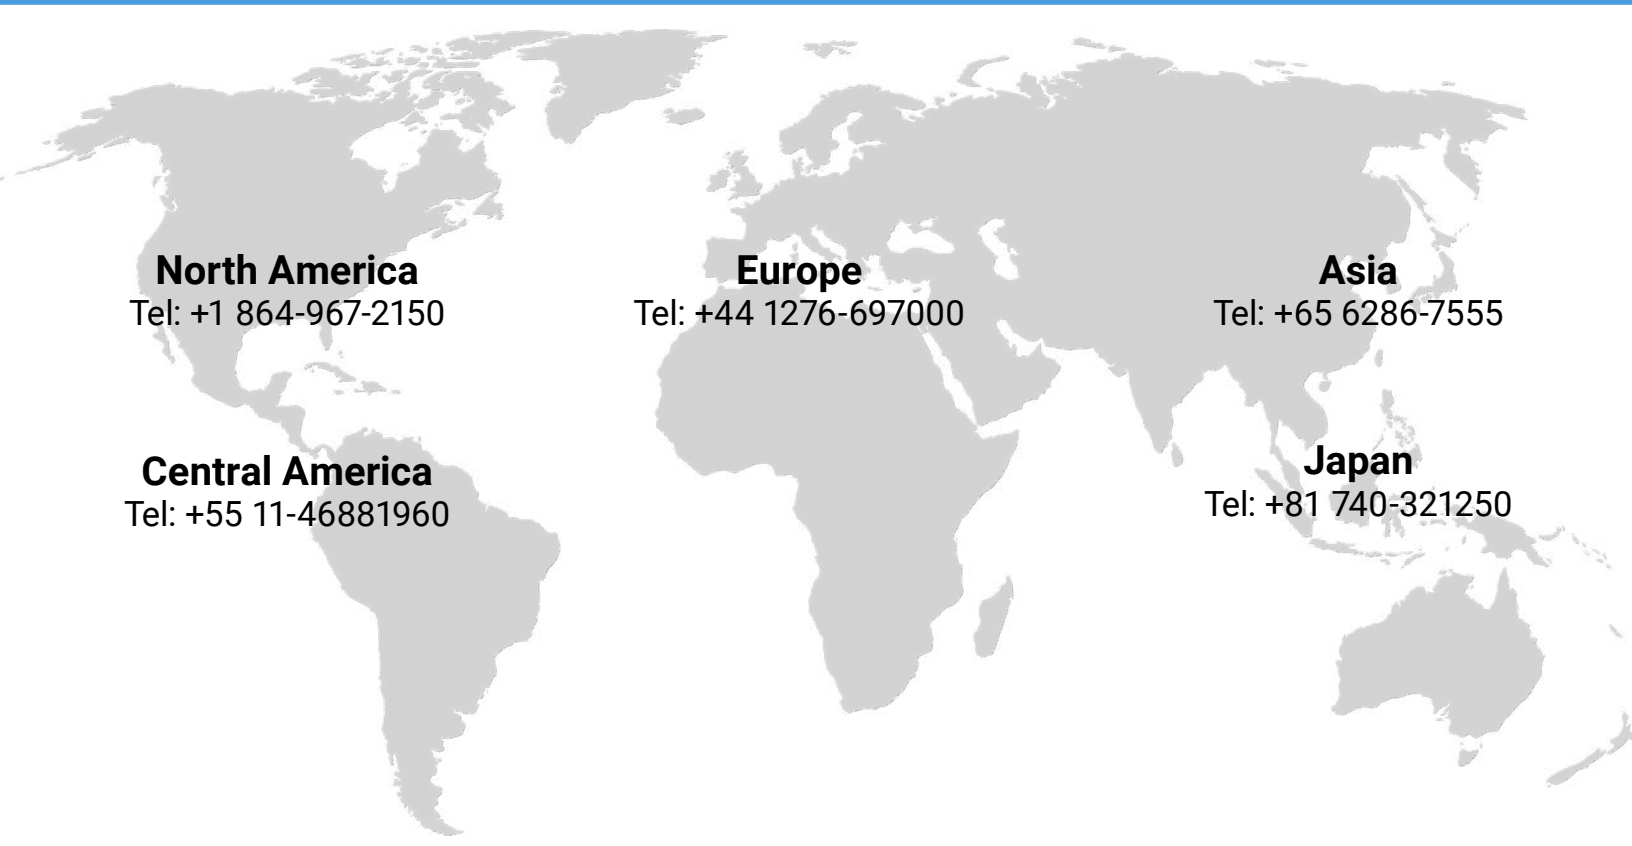 North America
Tel: +1 864-967-2150
Europe
Tel: +44 1276-697000
Asia
Tel: +65 6286-7555
Central America
Tel: +55 11-46881960
Japan
Tel: +81 740-321250